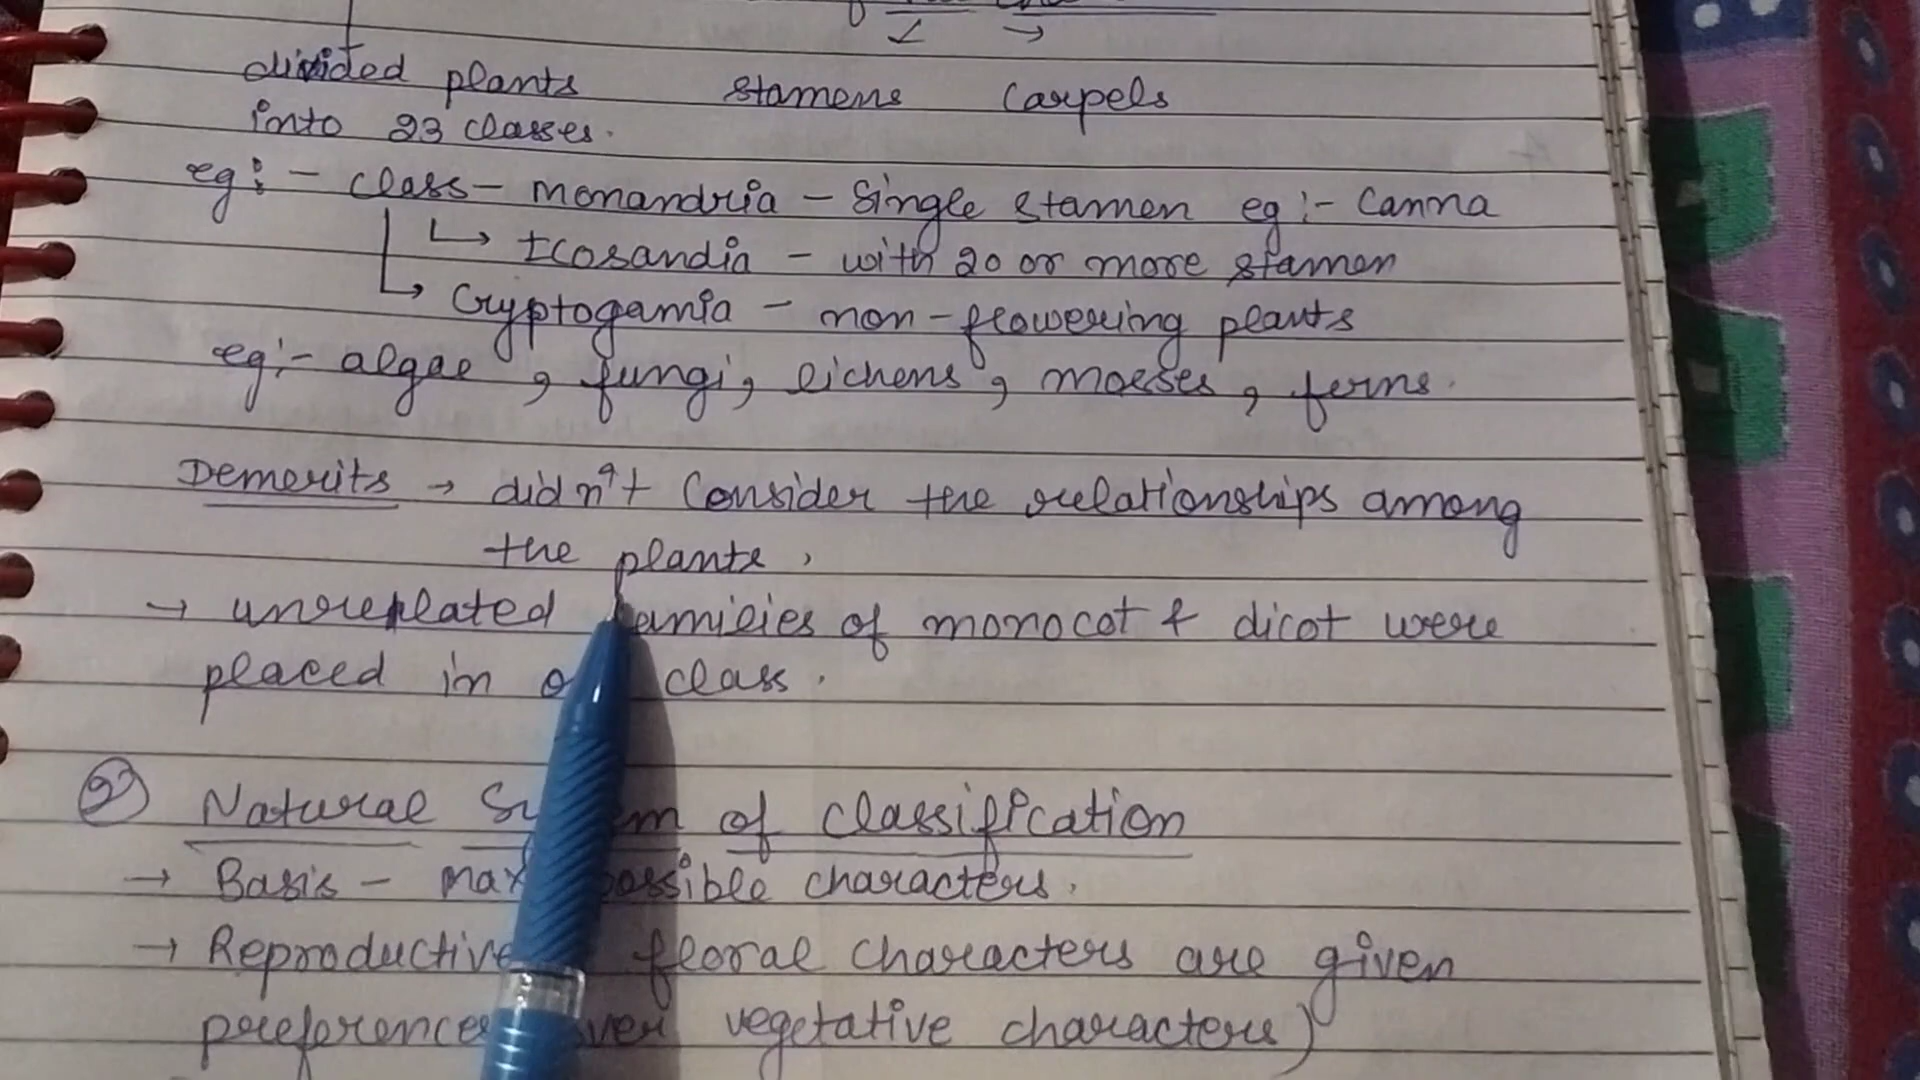 divided plants stamens Carpels
into 23 classes.
eg:- class- monandria - Single stamen eg:- Canna
↳ Icosandia - with 20 or more stamen
↳ Cryptogamia - non-flowering plants
eg:- algae, fungi, lichens, mosses, ferns.
Demerits → didn't Consider the relationships among
the plants,
→ unrelated families of monocot & dicot were
placed in class.
2) Natural of classification
→ Basis - max possible characters.
→ Reproductive floral characters are given
preference over vegetative characters)